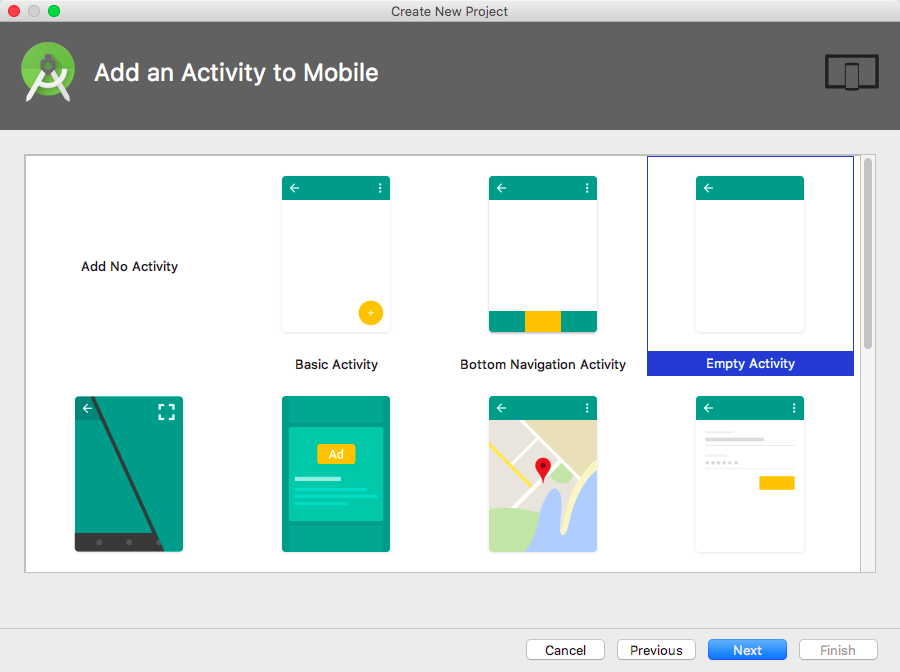 Create New Project
Add an Activity to Mobile
Add No Activity
Basic Activity
Bottom Navigation Activity
Empty Activity
Ad
Cancel
Previous
Next
Finish